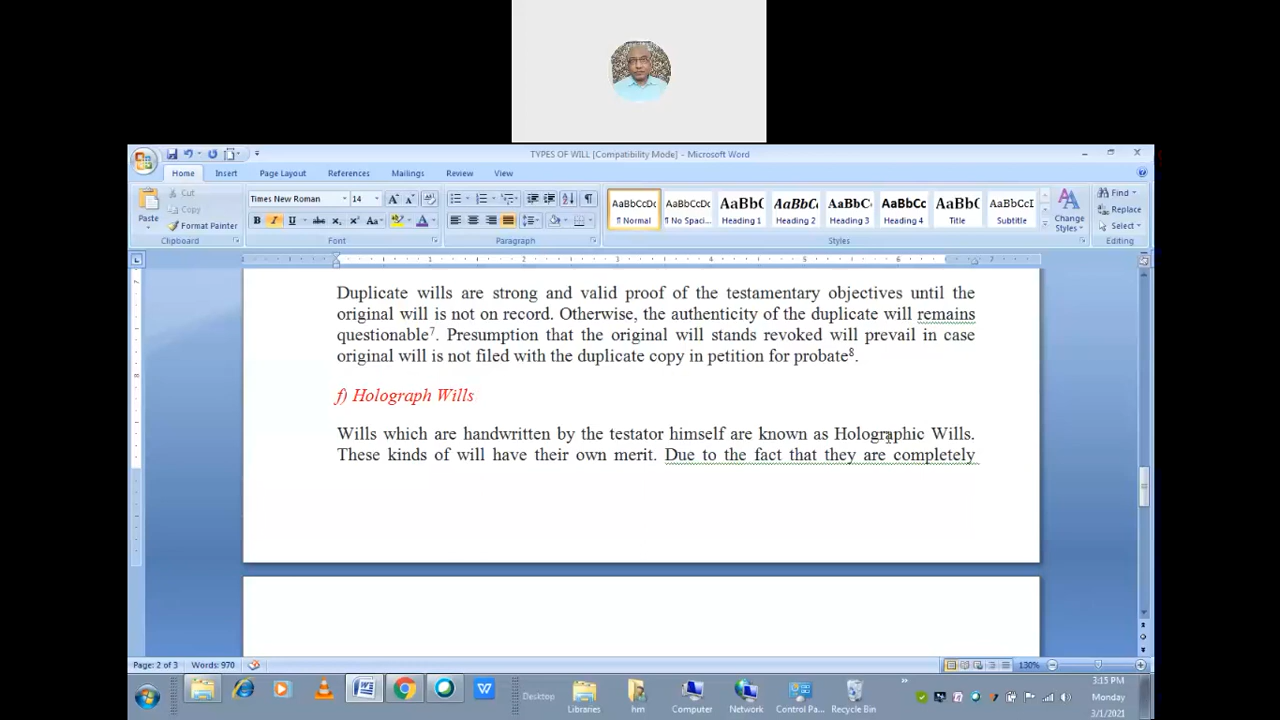 TYPES OF WILL [Compatibility Mode] - Microsoft Word
Home Insert Page Layout References Mailings Review View
Paste
Cut
Copy
Format Painter
Clipboard
Times New Roman 14
Font
Paragraph
AaBbCcDc AaBbCcDc AaBbC AaBbCc AaBbC AaBbCc AaBbC AaBbCcI
¶ Normal ¶ No Spaci... Heading 1 Heading 2 Heading 3 Heading 4 Title Subtitle
Change Styles
Styles
Find
Replace
Select
Editing
Duplicate wills are strong and valid proof of the testamentary objectives until the
original will is not on record. Otherwise, the authenticity of the duplicate will remains
questionable⁷. Presumption that the original will stands revoked will prevail in case
original will is not filed with the duplicate copy in petition for probate⁸.
f) Holograph Wills
Wills which are handwritten by the testator himself are known as Holographic Wills.
These kinds of will have their own merit. Due to the fact that they are completely
Page: 2 of 3 Words: 970 130%
Desktop Libraries hm Computer Network Control Pa... Recycle Bin
3:15 PM
Monday
3/1/2021